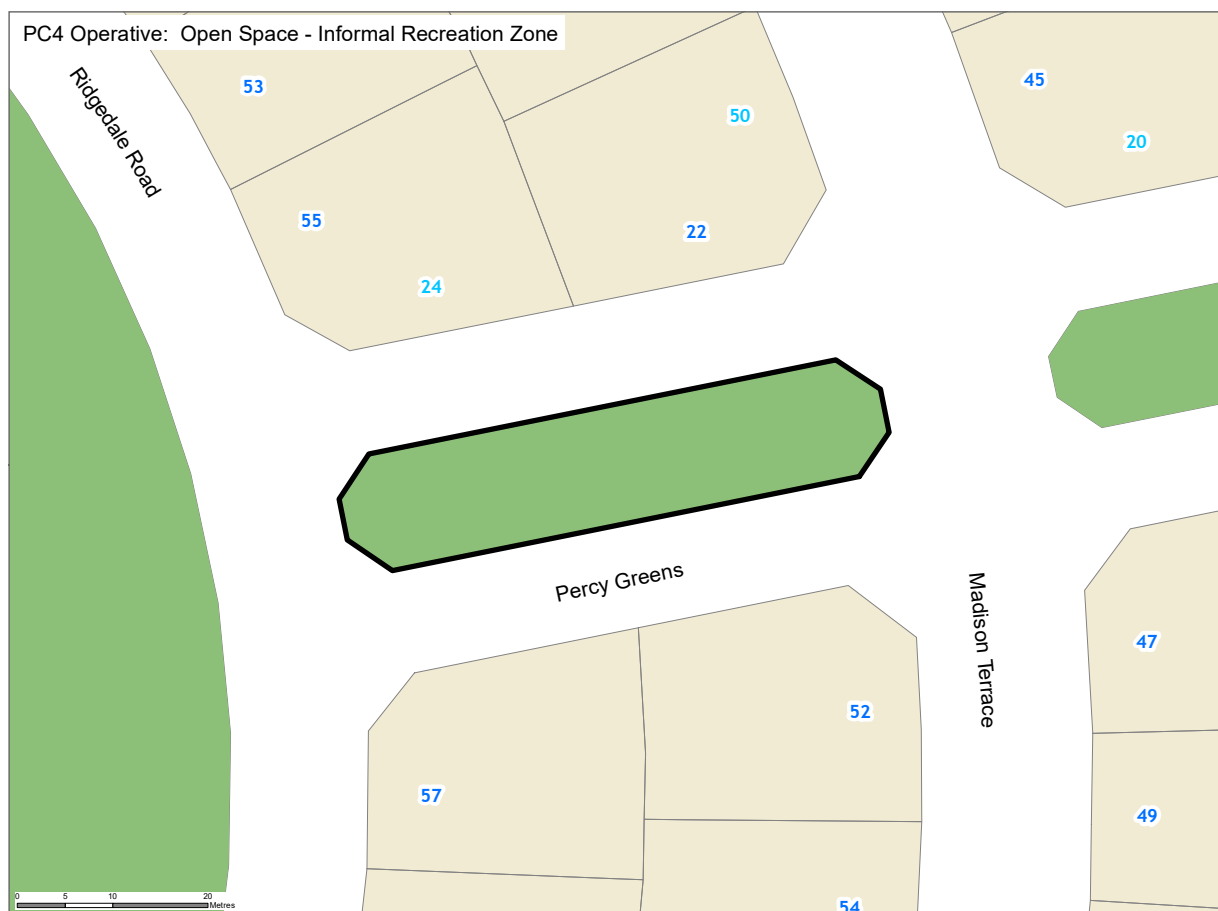 PC4 Operative: Open Space - Informal Recreation Zone
Ridgedale Road
53
45
50
20
55
22
24
Percy Greens
Madison Terrace
47
52
57
49
54
0 5 10 20
Metres